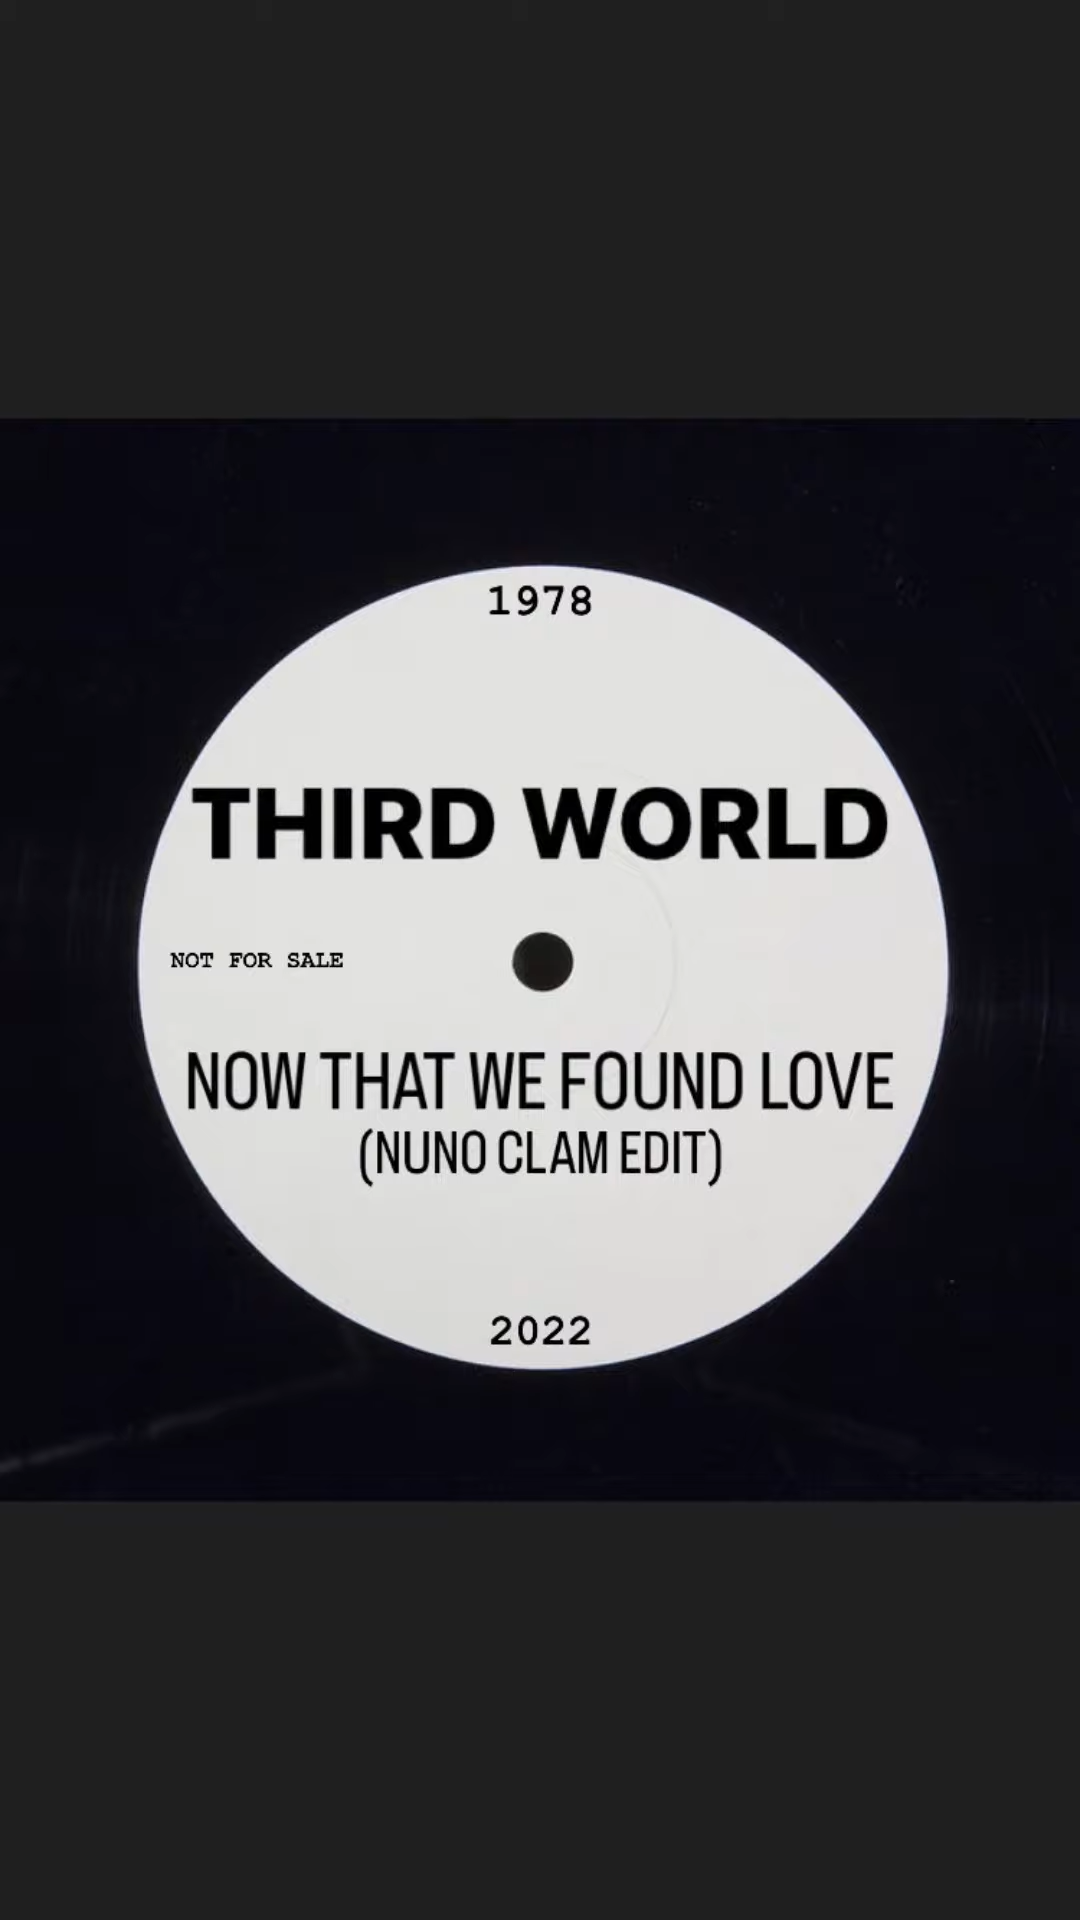 1978
THIRD WORLD
NOT FOR SALE
NOW THAT WE FOUND LOVE
(NUNO CLAM EDIT)
2022